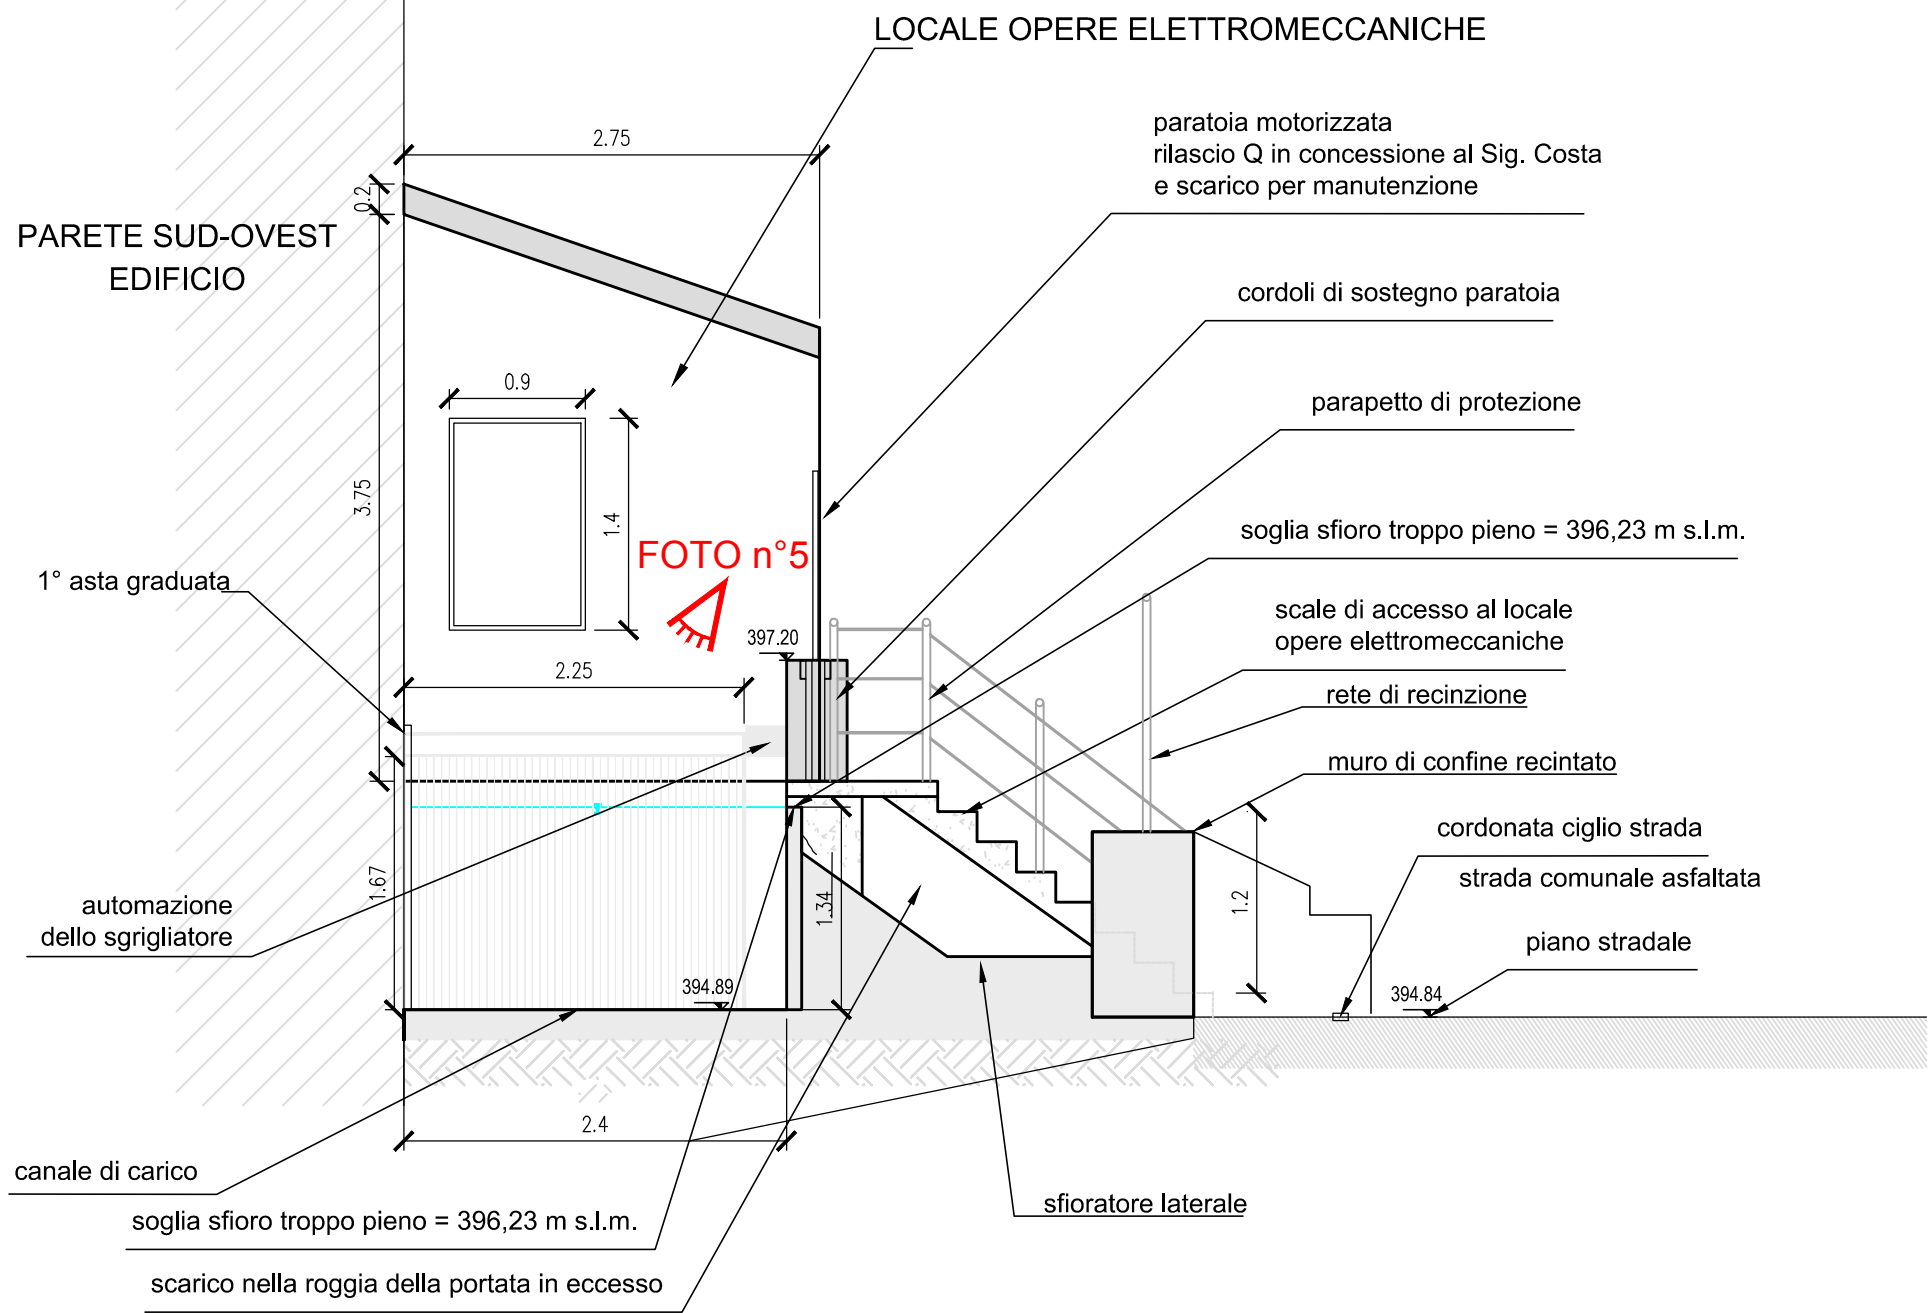 LOCALE OPERE ELETTROMECCANICHE
paratoia motorizzata
rilascio Q in concessione al Sig. Costa
e scarico per manutenzione
2.75
0.2
PARETE SUD-OVEST
EDIFICIO
cordoli di sostegno paratoia
0.9
parapetto di protezione
3.75
1.4
FOTO n°5
soglia sfioro troppo pieno = 396,23 m s.l.m.
1° asta graduata
scale di accesso al locale
opere elettromeccaniche
397.20
2.25
rete di recinzione
muro di confine recintato
cordonata ciglio strada
1.67
1.34
1.2
strada comunale asfaltata
automazione
dello sgrigliatore
piano stradale
394.89
394.84
2.4
canale di carico
sfioratore laterale
soglia sfioro troppo pieno = 396,23 m s.l.m.
scarico nella roggia della portata in eccesso